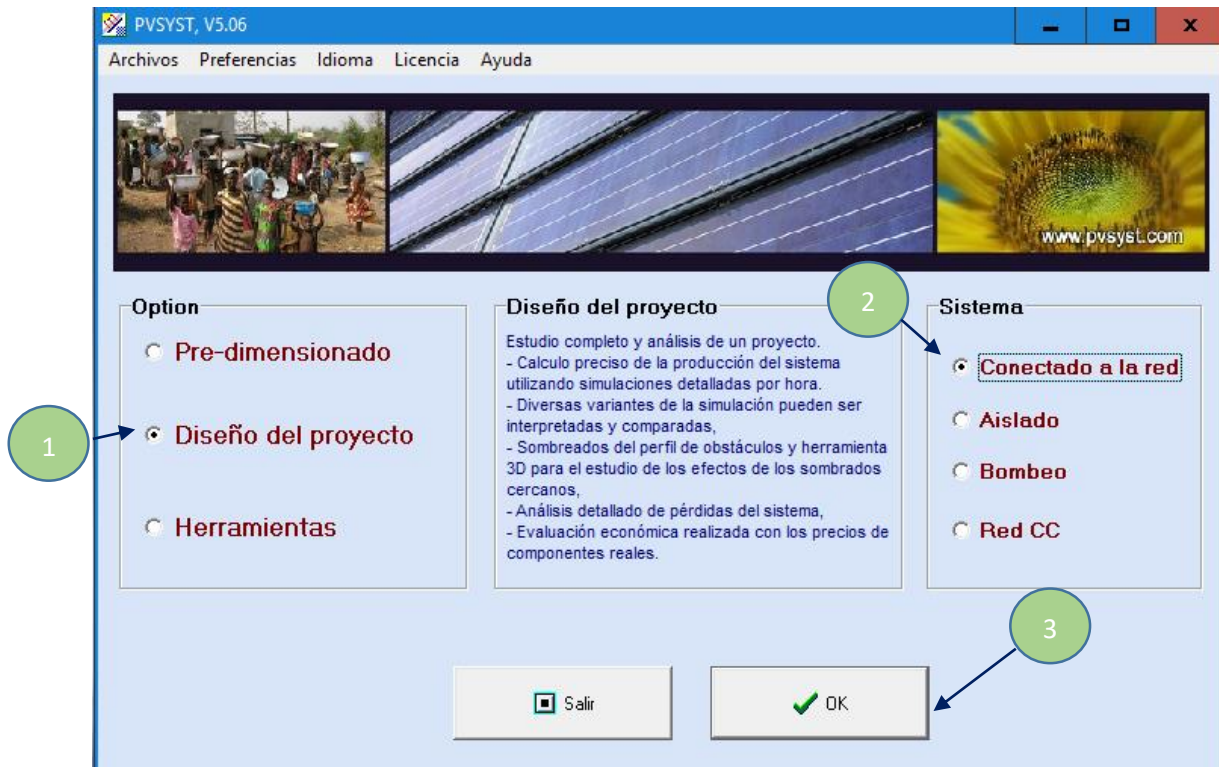 PVSYST, V5.06
Archivos Preferencias Idioma Licencia Ayuda
www.pvsyst.com
Option
Pre-dimensionado
1
Diseño del proyecto
Herramientas
Diseño del proyecto
Estudio completo y análisis de un proyecto.
- Calculo preciso de la producción del sistema
utilizando simulaciones detalladas por hora.
- Diversas variantes de la simulación pueden ser
interpretadas y comparadas,
- Sombreados del perfil de obstáculos y herramienta
3D para el estudio de los efectos de los sombrados
cercanos,
- Análisis detallado de pérdidas del sistema,
- Evaluación económica realizada con los precios de
componentes reales.
2
Sistema
Conectado a la red
Aislado
Bombeo
Red CC
3
Salir
OK